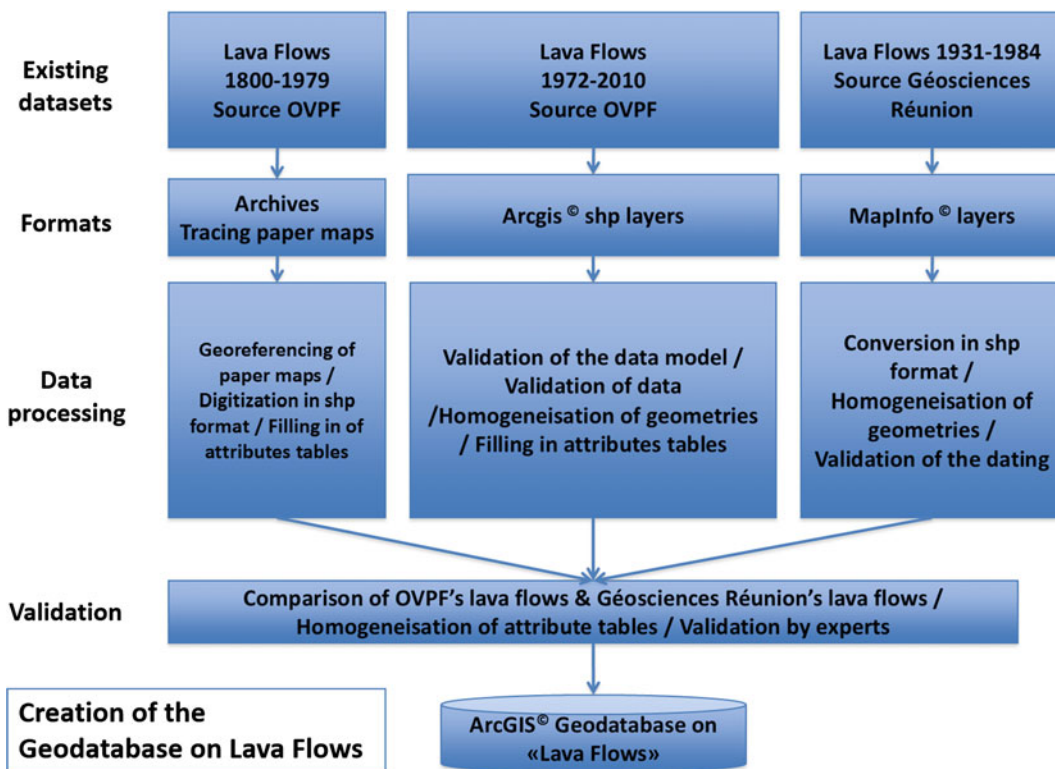 Existing
datasets
Lava Flows
1800-1979
Source OVPF
Lava Flows
1972-2010
Source OVPF
Lava Flows 1931-1984
Source Géosciences
Réunion
Formats
Archives
Tracing paper maps
Arcgis © shp layers
MapInfo © layers
Data
processing
Georeferencing of
paper maps /
Digitization in shp
format / Filling in of
attributes tables
Validation of the data model /
Validation of data
/Homogeneisation of geometries
/ Filling in attributes tables
Conversion in shp
format /
Homogeneisation of
geometries /
Validation of the dating
Validation
Comparison of OVPF’s lava flows & Géosciences Réunion’s lava flows /
Homogeneisation of attribute tables / Validation by experts
Creation of the
Geodatabase on Lava Flows
ArcGIS© Geodatabase on
«Lava Flows»